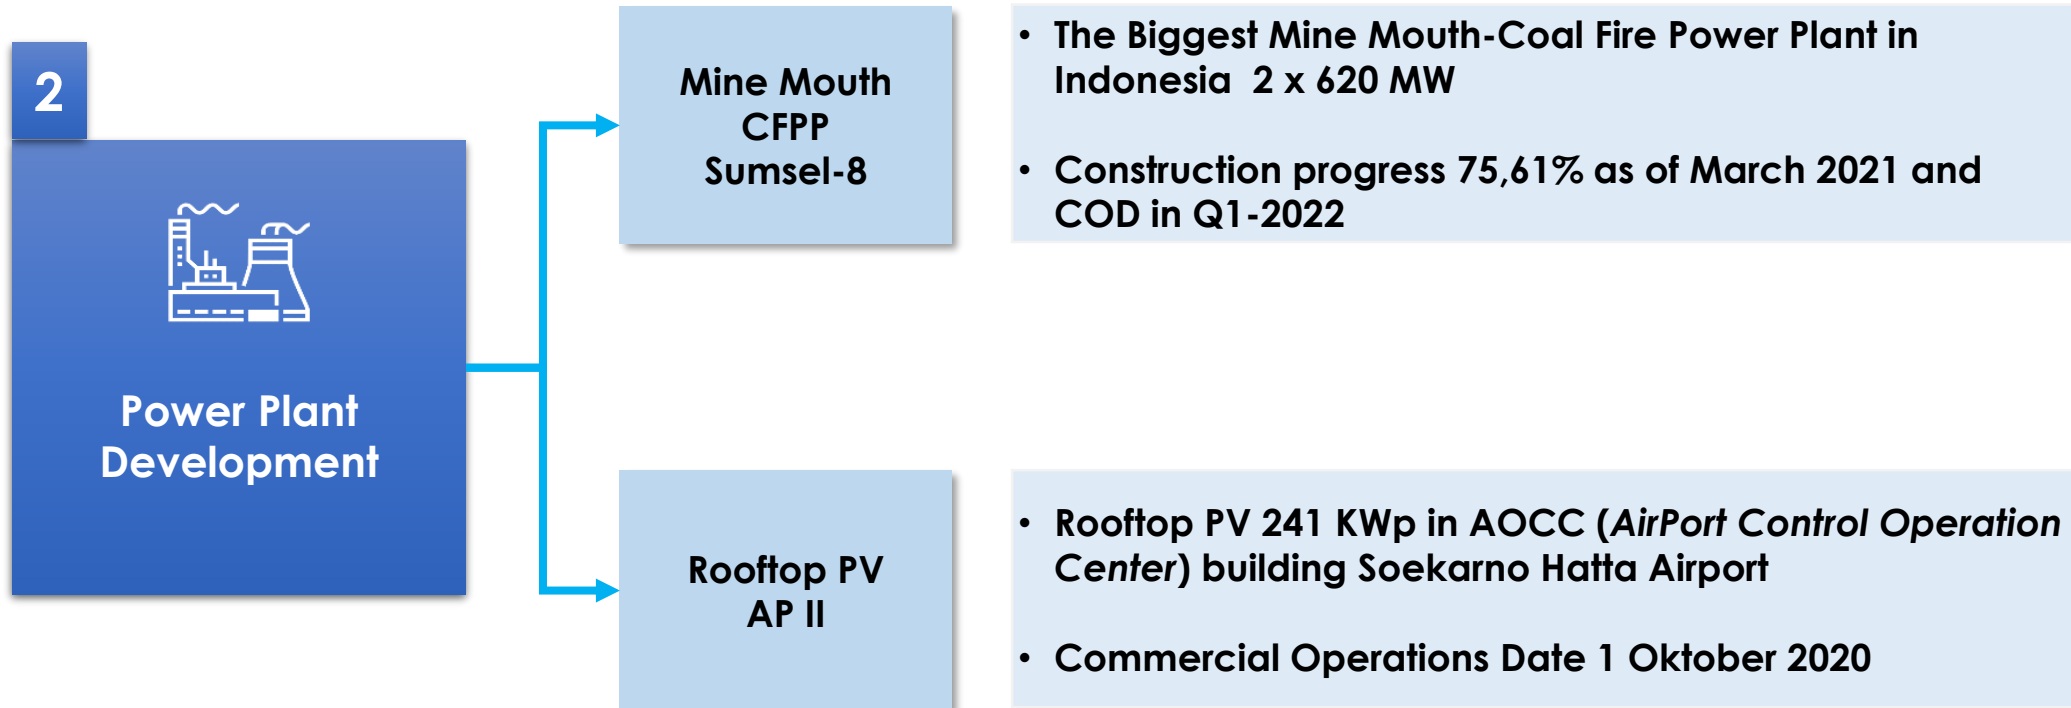 2
Power Plant
Development
Mine Mouth
CFPP
Sumsel-8
• The Biggest Mine Mouth-Coal Fire Power Plant in
Indonesia 2 x 620 MW
• Construction progress 75,61% as of March 2021 and
COD in Q1-2022
Rooftop PV
AP II
• Rooftop PV 241 KWp in AOCC (AirPort Control Operation
Center) building Soekarno Hatta Airport
• Commercial Operations Date 1 Oktober 2020